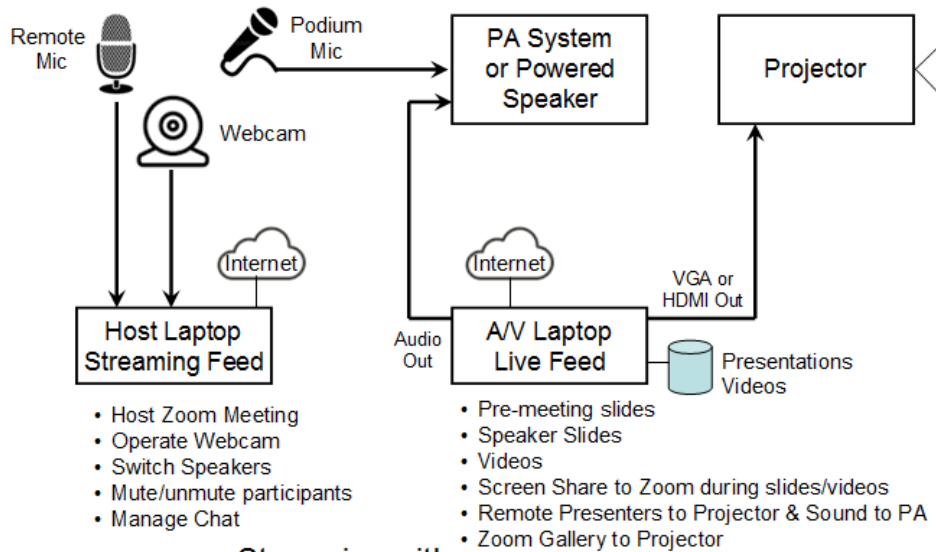 Remote
Mic
Podium
Mic
PA System
or Powered
Speaker
Projector
Webcam
Internet
Internet
VGA or
HDMI Out
Host Laptop
Streaming Feed
Audio
Out
A/V Laptop
Live Feed
Presentations
Videos
• Host Zoom Meeting
• Operate Webcam
• Switch Speakers
• Mute/unmute participants
• Manage Chat
• Pre-meeting slides
• Speaker Slides
• Videos
• Screen Share to Zoom during slides/videos
• Remote Presenters to Projector & Sound to PA
• Zoom Gallery to Projector